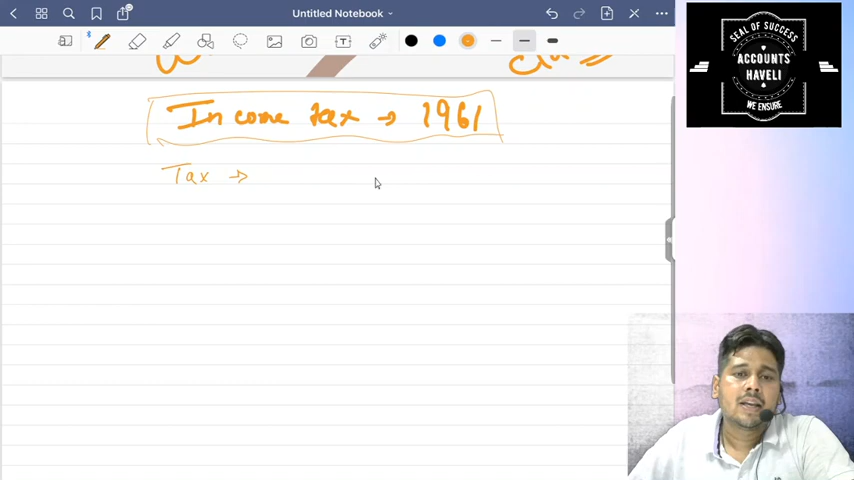 Untitled Notebook
SEAL OF SUCCESS
ACCOUNTS
HAVELI
WE ENSURE
Income tax → 1961
Tax →